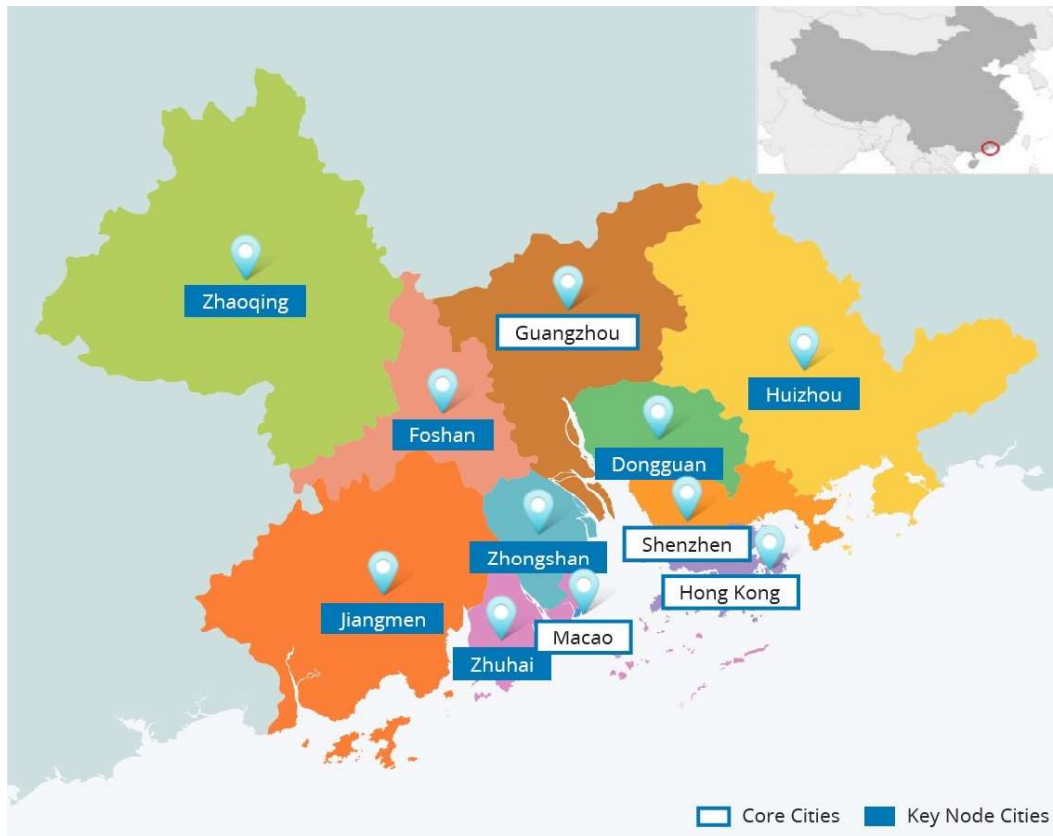 Zhaoqing
Guangzhou
Huizhou
Foshan
Dongguan
Shenzhen
Zhongshan
Hong Kong
Jiangmen
Macao
Zhuhai
Core Cities
Key Node Cities